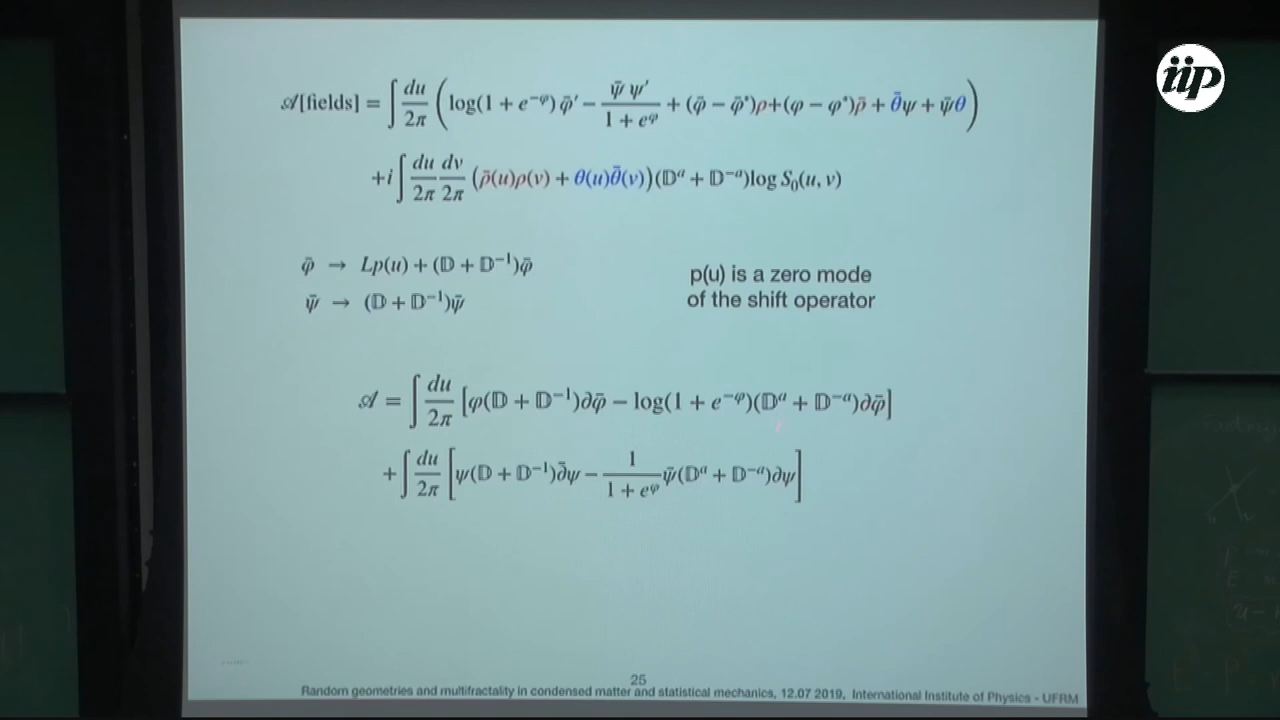 iip
𝒜[fields] = ∫ du/2π ( log(1 + e^{−φ}) φ̄′ − ψ̄ ψ′/(1 + e^φ) + (φ̄ − φ̄*)ρ+(φ − φ*)ρ̄ + θ̄ψ + ψ̄θ )
+i ∫ du/2π dv/2π (ρ̄(u)ρ(v) + θ(u)θ̄(v))(𝔻^a + 𝔻^{−a})log S₀(u, v)
φ̄ → Lp(u) + (𝔻 + 𝔻^{−1})φ̄
ψ̄ → (𝔻 + 𝔻^{−1})ψ̄
p(u) is a zero mode
of the shift operator
𝒜 = ∫ du/2π [φ(𝔻 + 𝔻^{−1})∂φ̄ − log(1 + e^{−φ})(𝔻^a + 𝔻^{−a})∂φ̄]
+ ∫ du/2π [ψ(𝔻 + 𝔻^{−1})∂̄ψ − 1/(1 + e^φ) ψ̄(𝔻^a + 𝔻^{−a})∂ψ]
25
Random geometries and multifractality in condensed matter and statistical mechanics, 12.07 2019, International Institute of Physics - UFRM